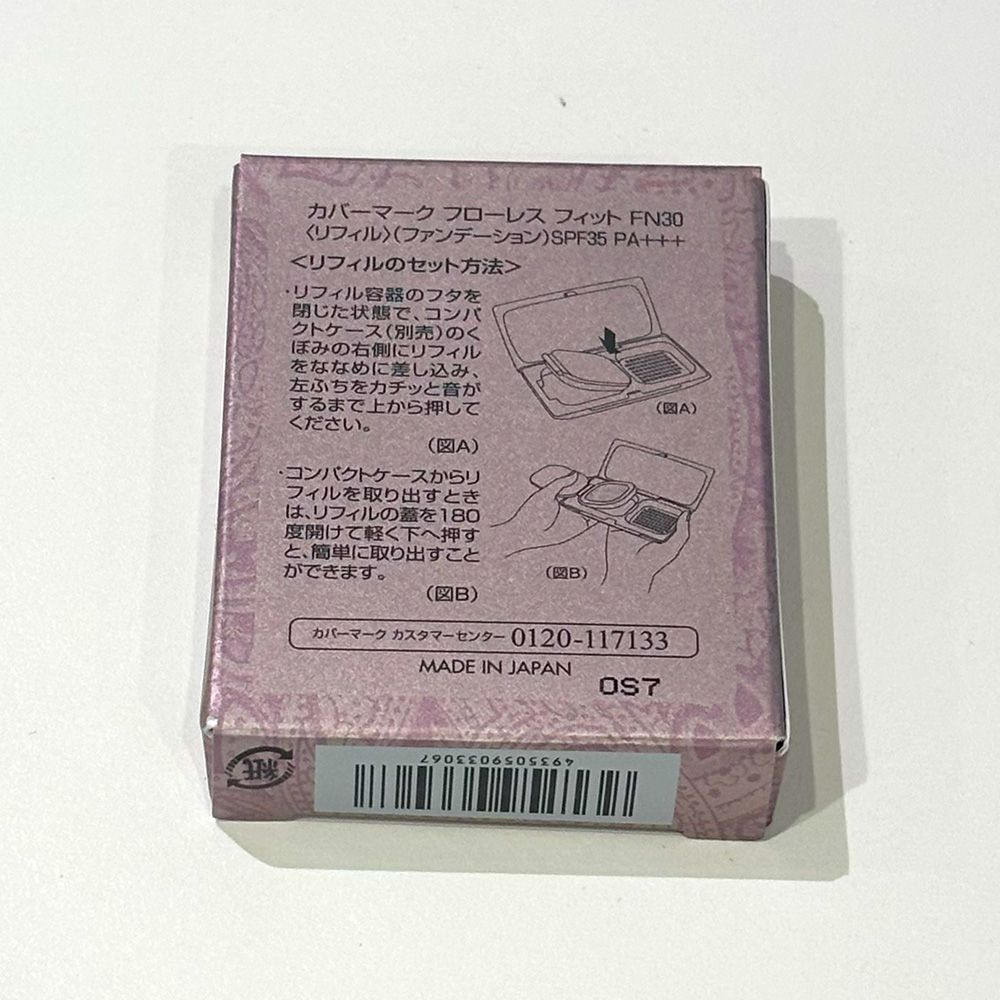 カバーマーク フローレス フィット FN30
〈リフィル〉(ファンデーション)SPF35 PA+++
<リフィルのセット方法>
・リフィル容器のフタを
閉じた状態で、コンパ
クトケース(別売)のく
ぼみの右側にリフィル
をななめに差し込み、
左ふちをカチッと音が
するまで上から押して
ください。
(図A)
(図A)
・コンパクトケースからリ
フィルを取り出すとき
は、リフィルの蓋を180
度開けて軽く下へ押す
と、簡単に取り出すこと
ができます。
(図B)
(図B)
カバーマーク カスタマーセンター 0120-117133
MADE IN JAPAN
0S7
紙
4935059033067